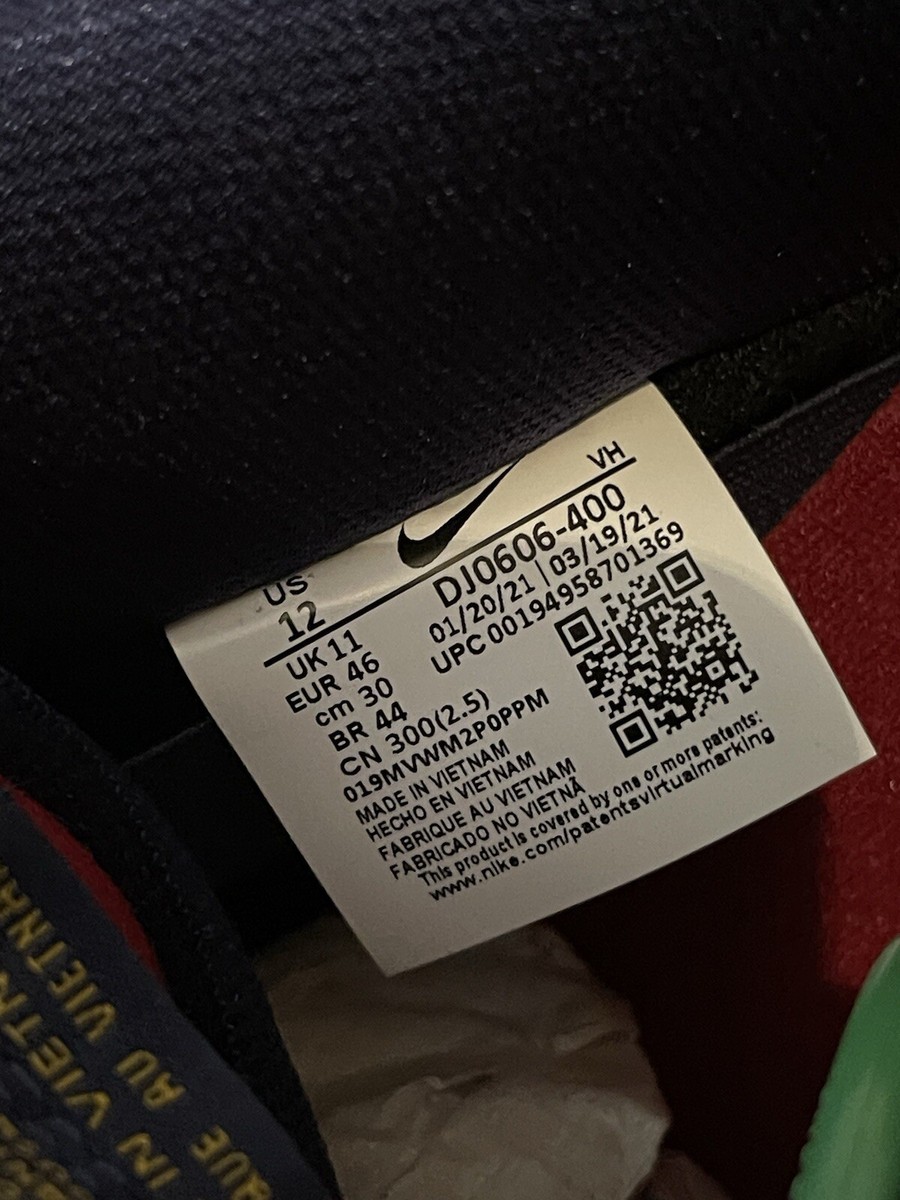 VH
US
12
DJ0606-400
01/20/21 | 03/19/21
UPC 00194958701369
UK 11
EUR 46
cm 30
BR 44
CN 300(2.5)
019MVWM2P0PPM
MADE IN VIETNAM
HECHO EN VIETNAM
FABRIQUE AU VIETNAM
FABRICADO NO VIETNÃ
This product is covered by one or more patents:
www.nike.com/patentsvirtualmarking
AU VIETNA
IN VIETN